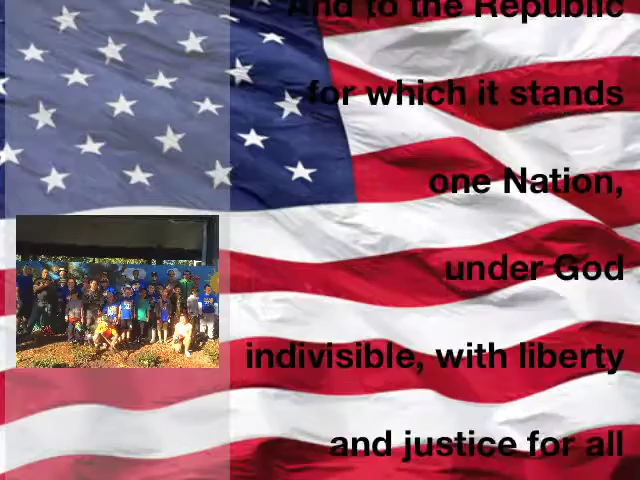 And to the Republic
for which it stands
one Nation,
under God
indivisible, with liberty
and justice for all